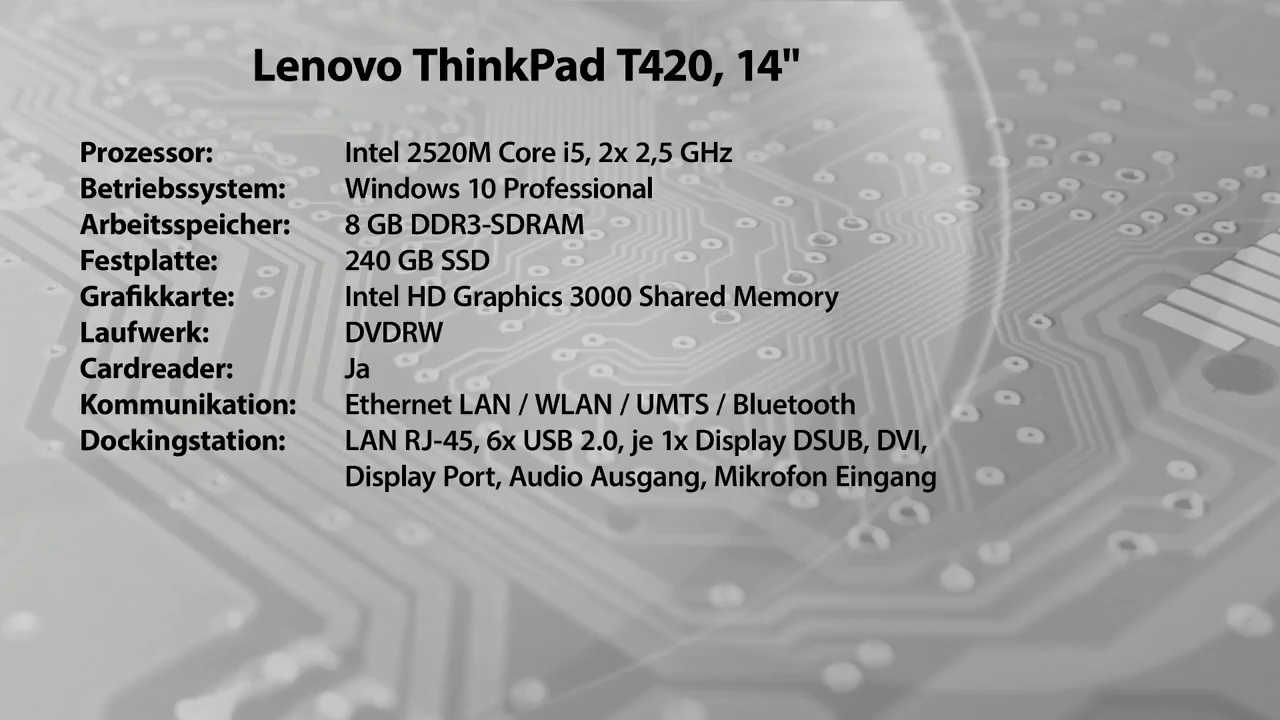 Lenovo ThinkPad T420, 14"
Prozessor: Intel 2520M Core i5, 2x 2,5 GHz
Betriebssystem: Windows 10 Professional
Arbeitsspeicher: 8 GB DDR3-SDRAM
Festplatte: 240 GB SSD
Grafikkarte: Intel HD Graphics 3000 Shared Memory
Laufwerk: DVDRW
Cardreader: Ja
Kommunikation: Ethernet LAN / WLAN / UMTS / Bluetooth
Dockingstation: LAN RJ-45, 6x USB 2.0, je 1x Display DSUB, DVI,
Display Port, Audio Ausgang, Mikrofon Eingang